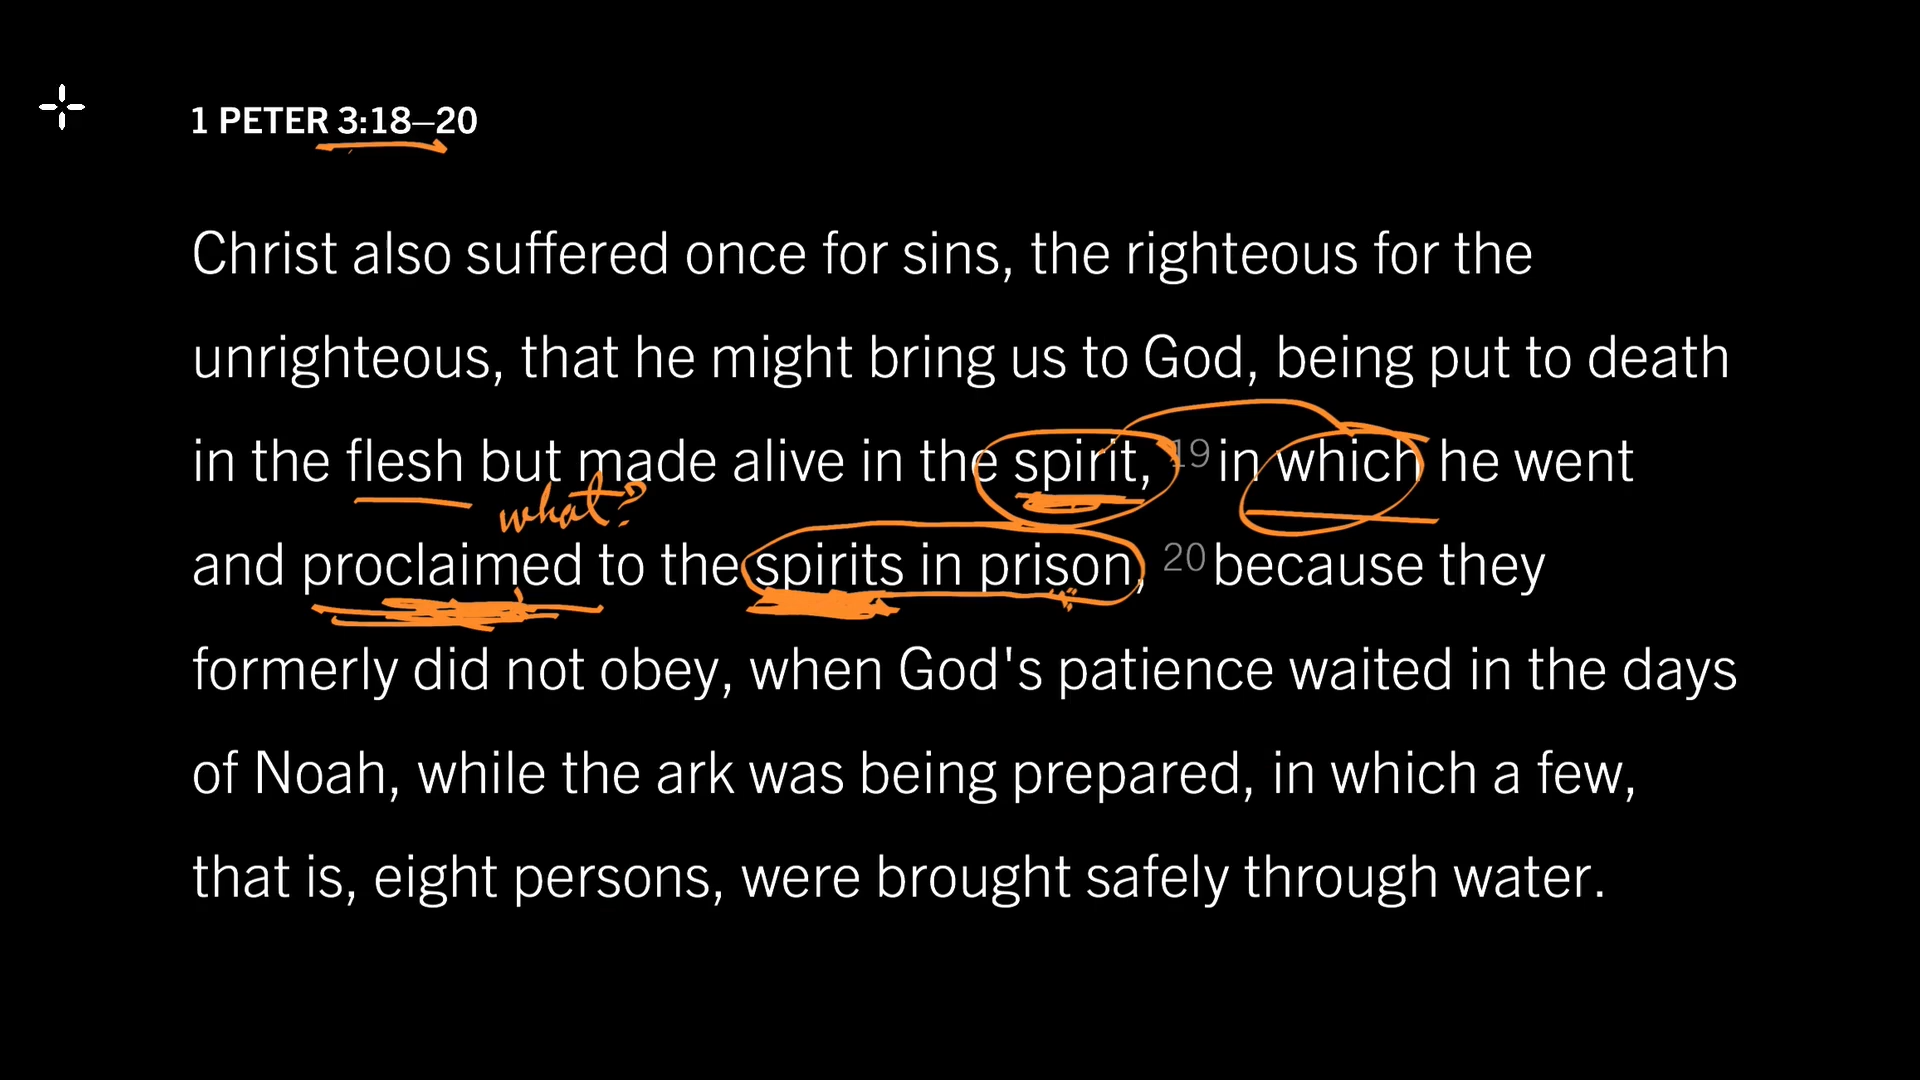 1 PETER 3:18–20
Christ also suffered once for sins, the righteous for the
unrighteous, that he might bring us to God, being put to death
in the flesh but made alive in the spirit, 19 in which he went
what?
and proclaimed to the spirits in prison, 20 because they
formerly did not obey, when God's patience waited in the days
of Noah, while the ark was being prepared, in which a few,
that is, eight persons, were brought safely through water.